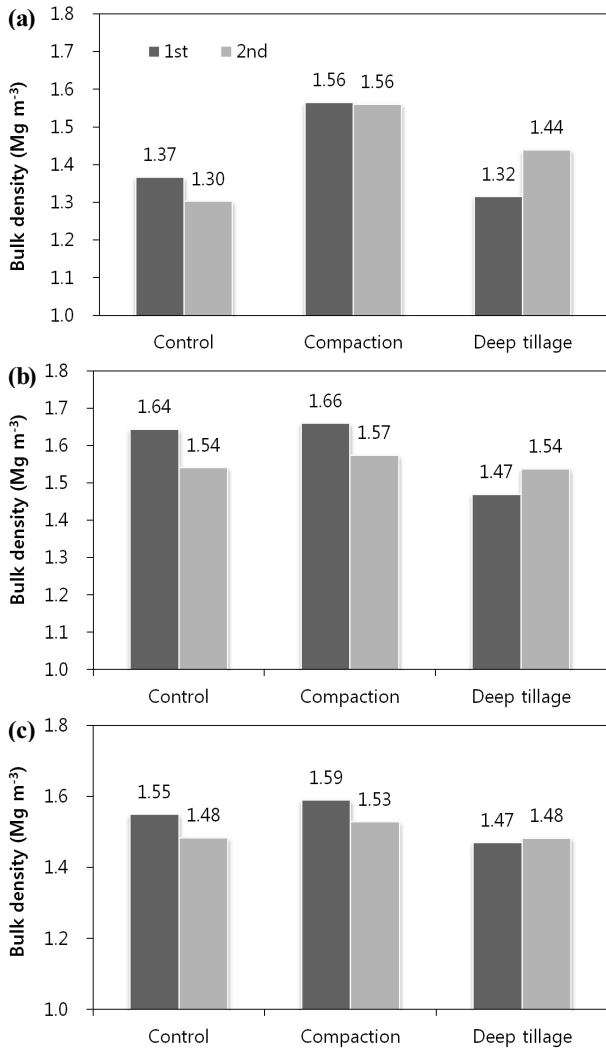 (a)
Bulk density (Mg m⁻³)
1.8
1.7
1.6
1.5
1.4
1.3
1.2
1.1
1.0
1st 2nd
1.37 1.30 1.56 1.56 1.32 1.44
Control Compaction Deep tillage
(b)
Bulk density (Mg m⁻³)
1.8
1.7
1.6
1.5
1.4
1.3
1.2
1.1
1.0
1.64 1.54 1.66 1.57 1.47 1.54
Control Compaction Deep tillage
(c)
Bulk density (Mg m⁻³)
1.8
1.6
1.4
1.2
1.0
1.55 1.48 1.59 1.53 1.47 1.48
Control Compaction Deep tillage